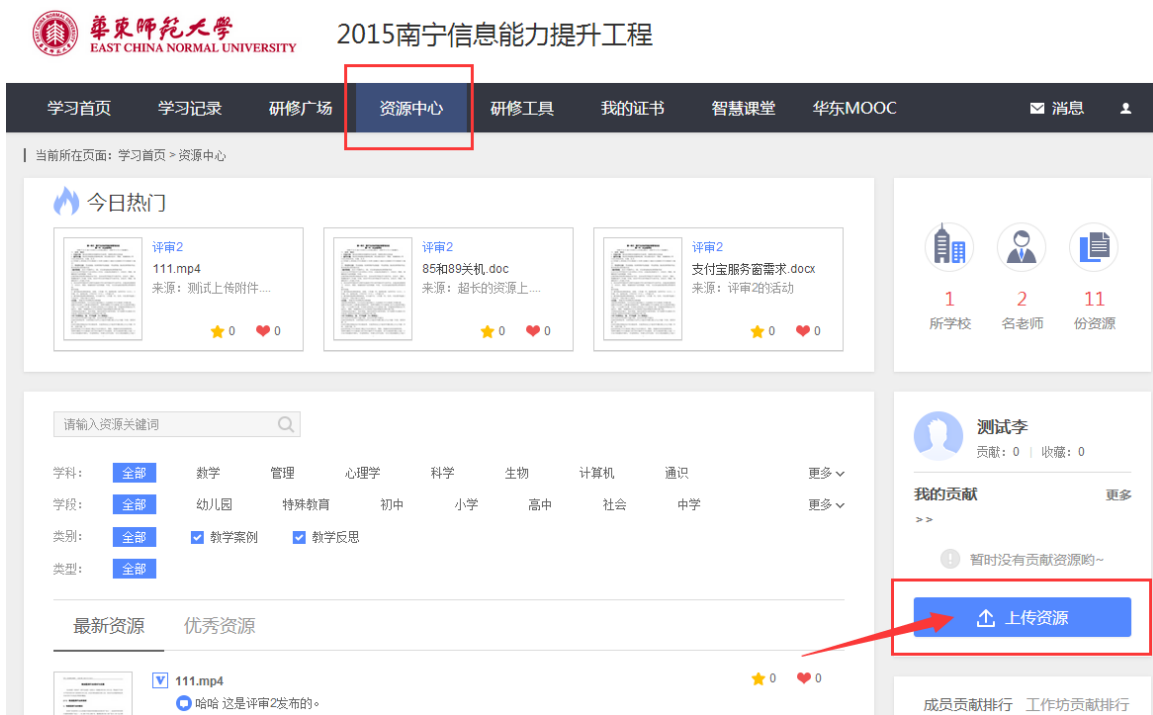 華東師範大學
EAST CHINA NORMAL UNIVERSITY
2015南宁信息能力提升工程
学习首页 学习记录 研修广场 资源中心 研修工具 我的证书 智慧课堂 华东MOOC 消息
当前所在页面：学习首页 > 资源中心
今日热门
评审2
111.mp4
来源：测试上传附件....
0 0
评审2
85和89关机.doc
来源：超长的资源上....
0 0
评审2
支付宝服务窗需求.docx
来源：评审2的活动
0 0
1 2 11
所学校 名老师 份资源
请输入资源关键词
学科： 全部 数学 管理 心理学 科学 生物 计算机 通识 更多
学段： 全部 幼儿园 特殊教育 初中 小学 高中 社会 中学 更多
类别： 全部 教学案例 教学反思
类型： 全部
最新资源 优秀资源
111.mp4
0 0
哈哈 这是评审2发布的。
测试李
贡献：0 | 收藏：0
我的贡献 更多
>>
暂时没有贡献资源哟~
上传资源
成员贡献排行 工作坊贡献排行